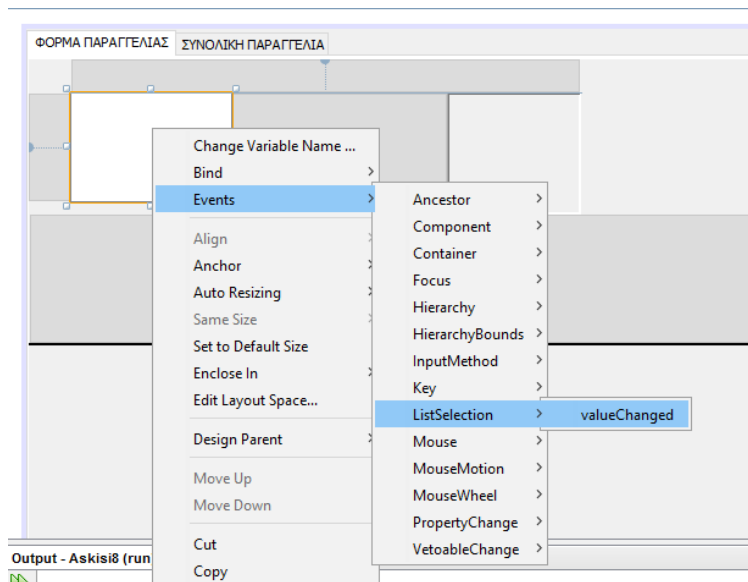 ΦΟΡΜΑ ΠΑΡΑΓΓΕΛΙΑΣ
ΣΥΝΟΛΙΚΗ ΠΑΡΑΓΓΕΛΙΑ
Change Variable Name ...
Bind
Events
Align
Anchor
Auto Resizing
Same Size
Set to Default Size
Enclose In
Edit Layout Space...
Design Parent
Move Up
Move Down
Cut
Copy
Ancestor
Component
Container
Focus
Hierarchy
HierarchyBounds
InputMethod
Key
ListSelection
Mouse
MouseMotion
MouseWheel
PropertyChange
VetoableChange
valueChanged
Output - Askisi8 (run